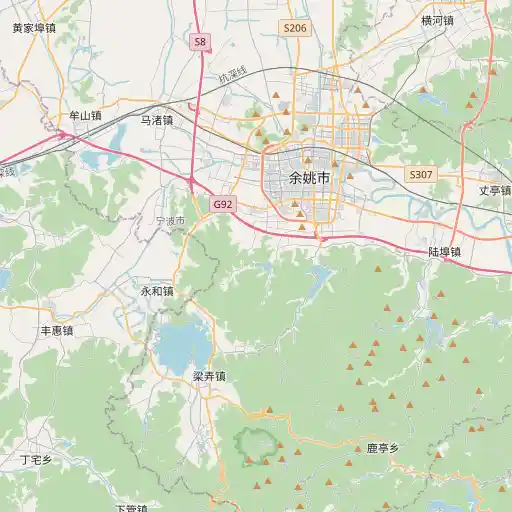 黄家埠镇
横河镇
S206
S8
杭深线
牟山镇
马渚镇
余姚市
S307
深线
丈亭镇
G92
宁波市
陆埠镇
永和镇
丰惠镇
梁弄镇
鹿亭乡
丁宅乡
下管镇